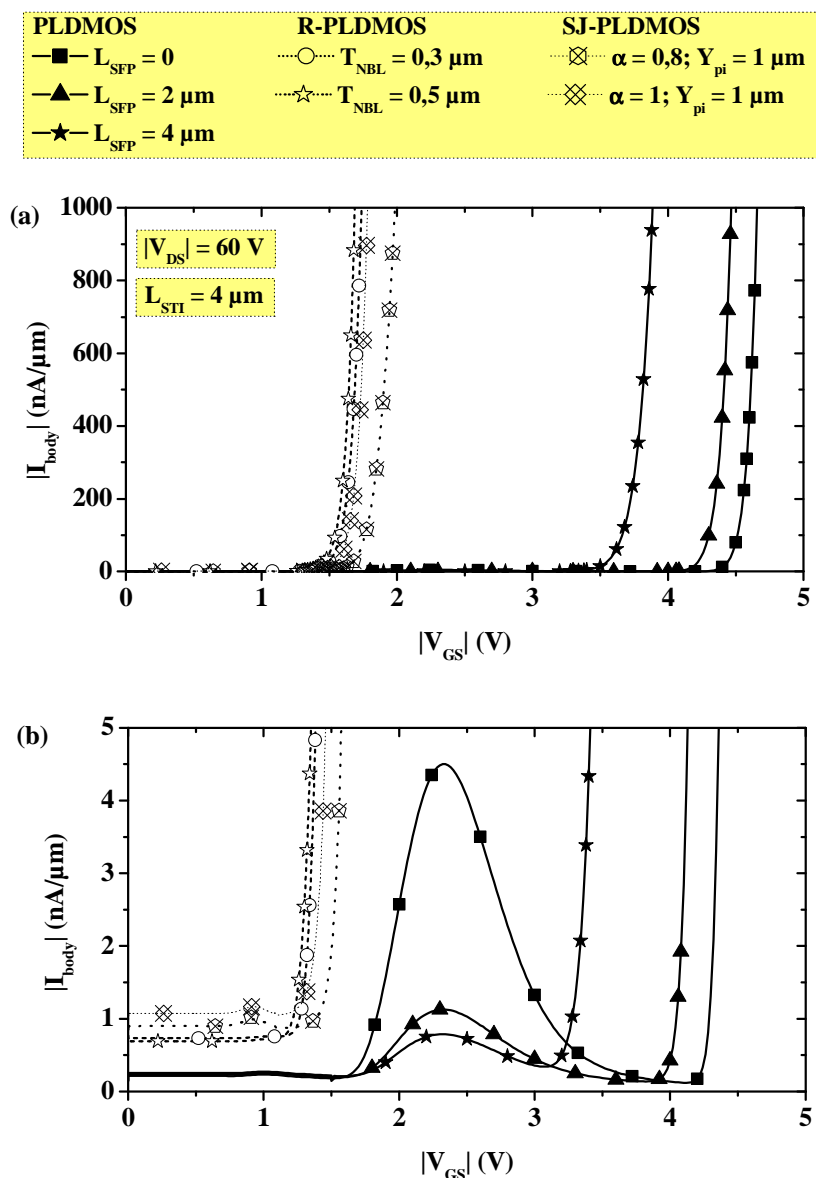 PLDMOS R-PLDMOS SJ-PLDMOS
L_SFP = 0 T_NBL = 0,3 µm α = 0,8; Y_pi = 1 µm
L_SFP = 2 µm T_NBL = 0,5 µm α = 1; Y_pi = 1 µm
L_SFP = 4 µm
(a)
|V_DS| = 60 V
L_STI = 4 µm
1000
800
600
400
200
0
|I_body| (nA/µm)
0 1 2 3 4 5
|V_GS| (V)
(b)
5
4
3
2
1
0
|I_body| (nA/µm)
0 1 2 3 4 5
|V_GS| (V)